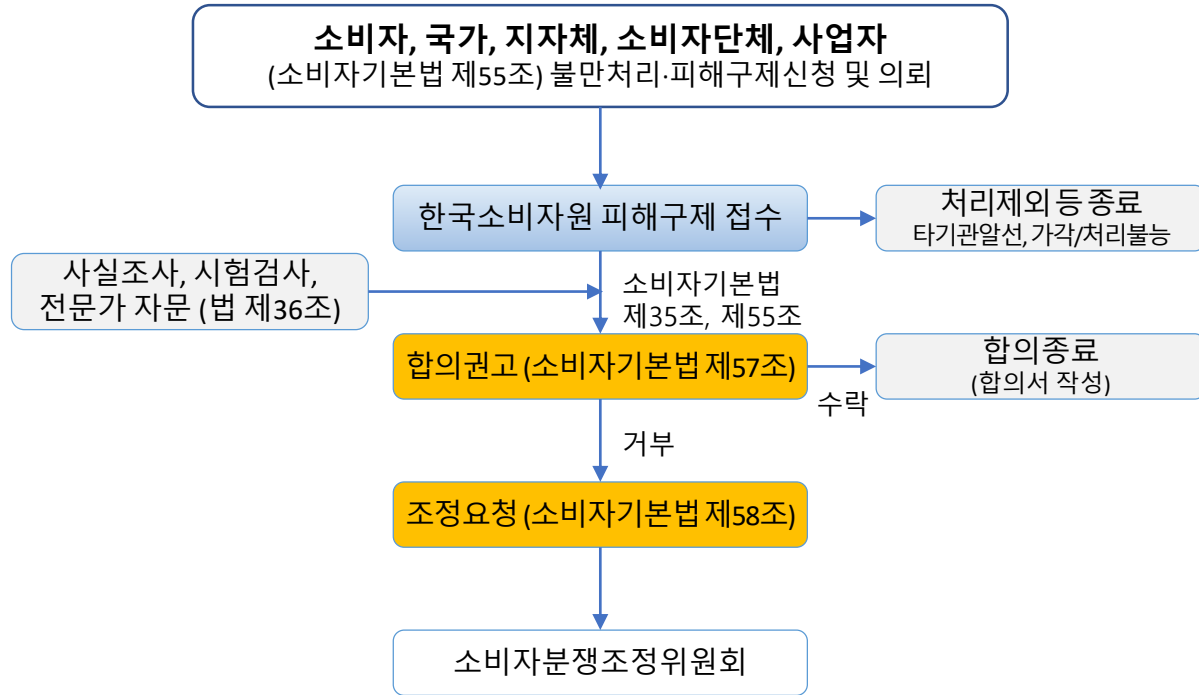 소비자, 국가, 지자체, 소비자단체, 사업자
(소비자기본법 제55조) 불만처리·피해구제신청 및 의뢰
한국소비자원 피해구제 접수
처리제외 등 종료
타기관알선, 가각/처리불능
사실조사, 시험검사,
전문가 자문 (법 제36조)
소비자기본법
제35조, 제55조
합의권고 (소비자기본법 제57조)
합의종료
(합의서 작성)
수락
거부
조정요청 (소비자기본법 제58조)
소비자분쟁조정위원회